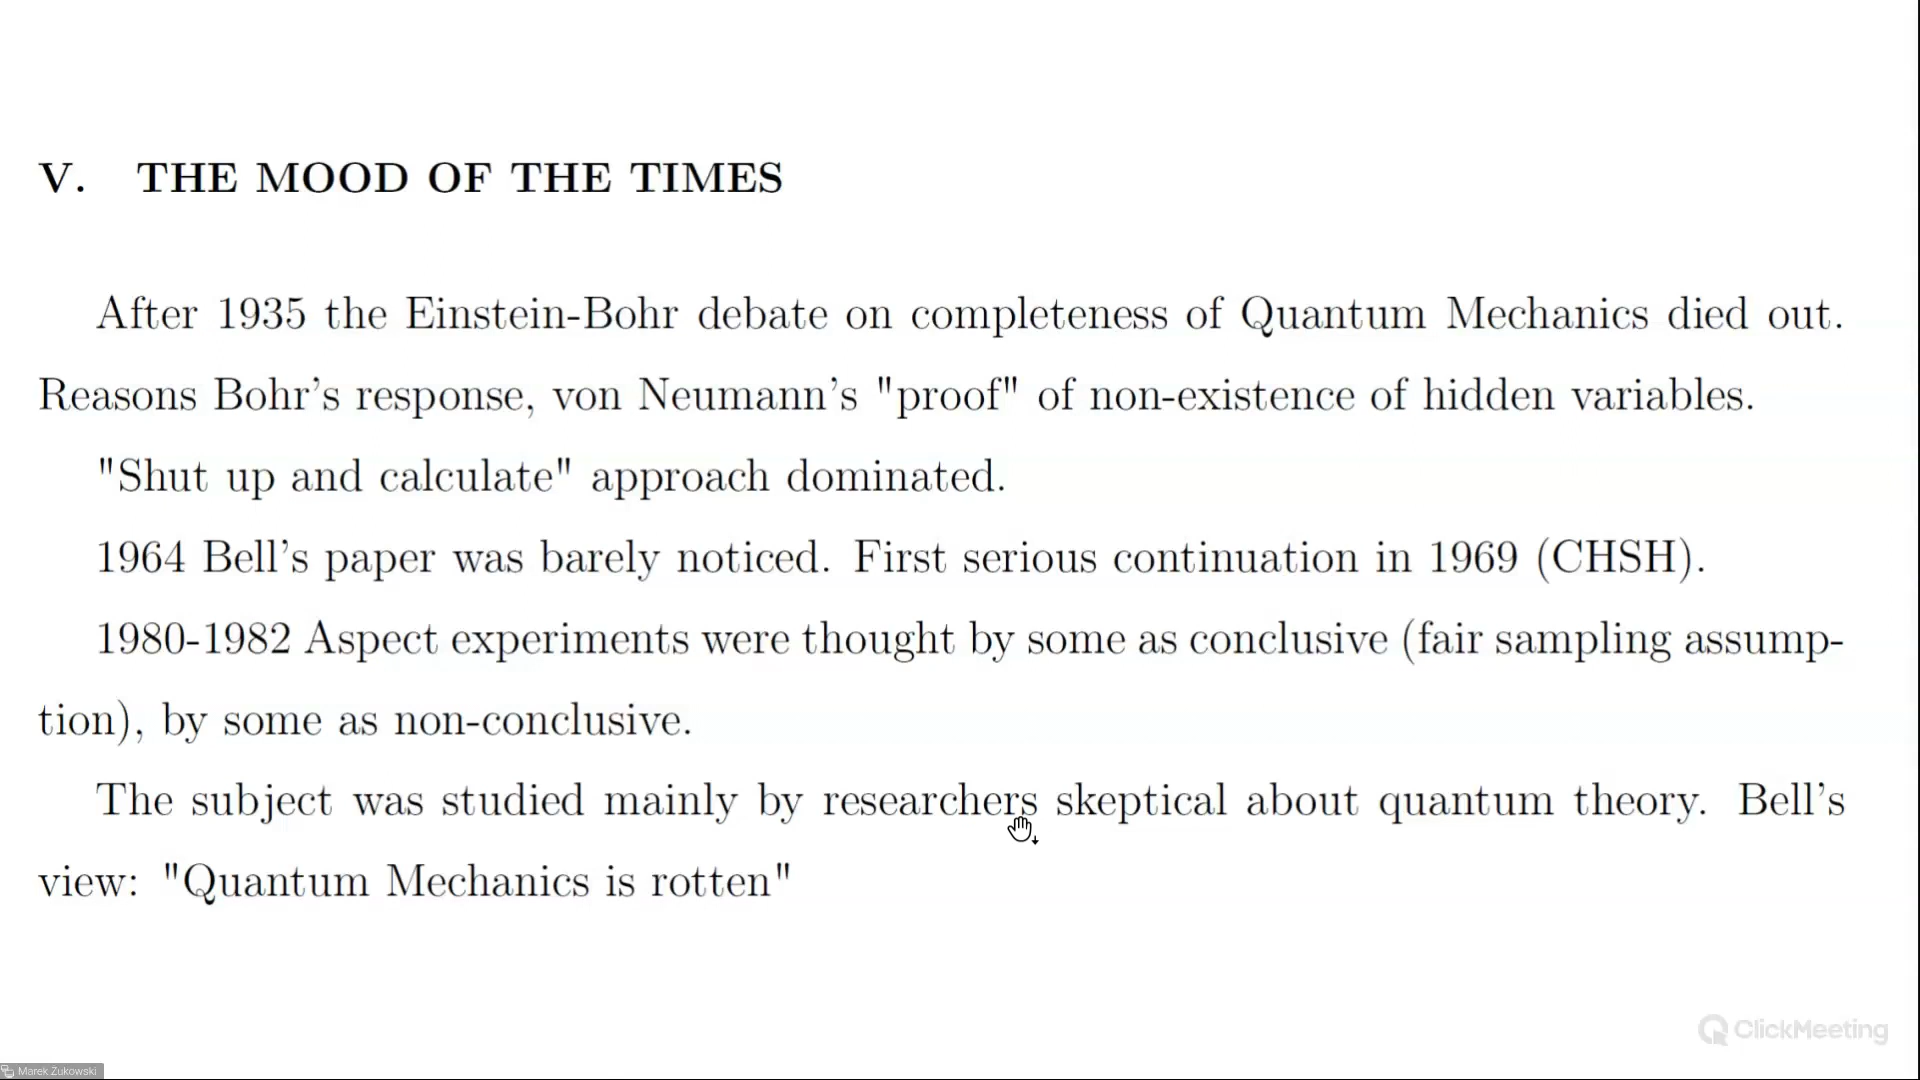 V. THE MOOD OF THE TIMES
After 1935 the Einstein-Bohr debate on completeness of Quantum Mechanics died out.
Reasons Bohr's response, von Neumann's "proof" of non-existence of hidden variables.
"Shut up and calculate" approach dominated.
1964 Bell's paper was barely noticed. First serious continuation in 1969 (CHSH).
1980-1982 Aspect experiments were thought by some as conclusive (fair sampling assump-
tion), by some as non-conclusive.
The subject was studied mainly by researchers skeptical about quantum theory. Bell's
view: "Quantum Mechanics is rotten"
ClickMeeting
Marek Zukowski